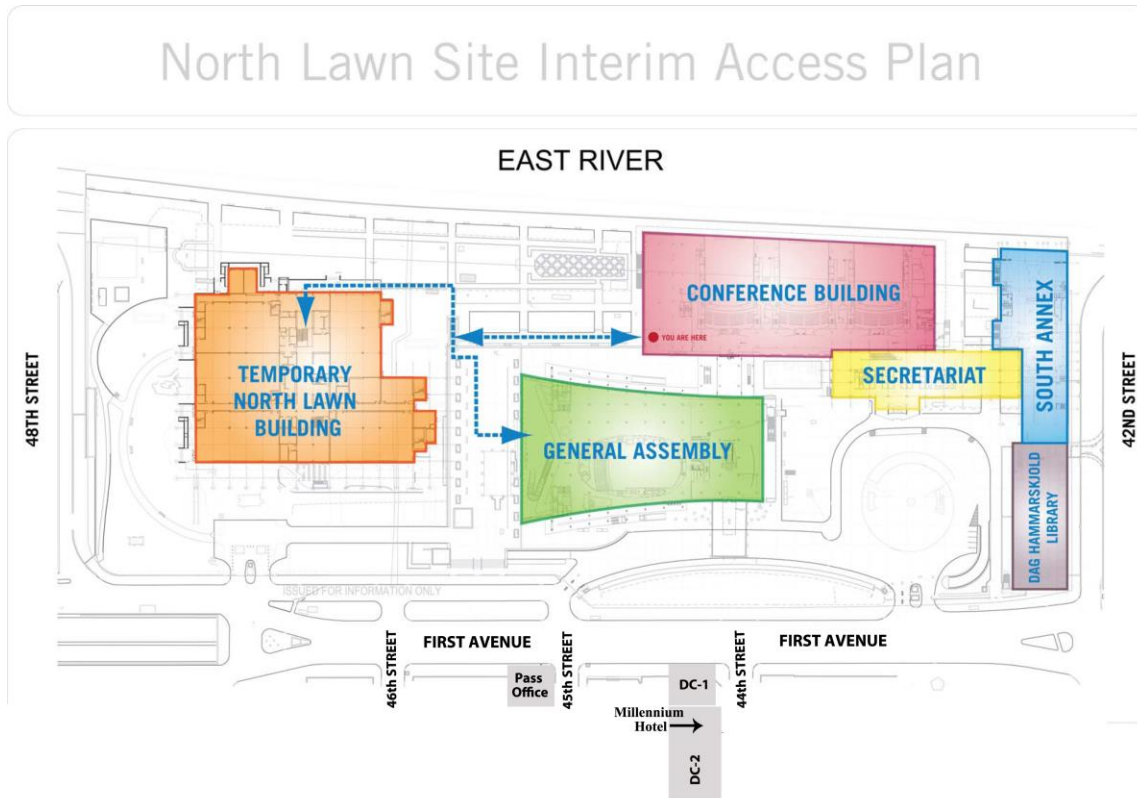 North Lawn Site Interim Access Plan
EAST RIVER
CONFERENCE BUILDING
YOU ARE HERE
SOUTH ANNEX
SECRETARIAT
TEMPORARY
NORTH LAWN
BUILDING
48TH STREET
42ND STREET
GENERAL ASSEMBLY
DAG HAMMARSKJOLD
LIBRARY
ISSUED FOR INFORMATION ONLY
46th STREET
FIRST AVENUE
45th STREET
44th STREET
FIRST AVENUE
Pass
Office
DC-1
Millennium
Hotel
DC-2